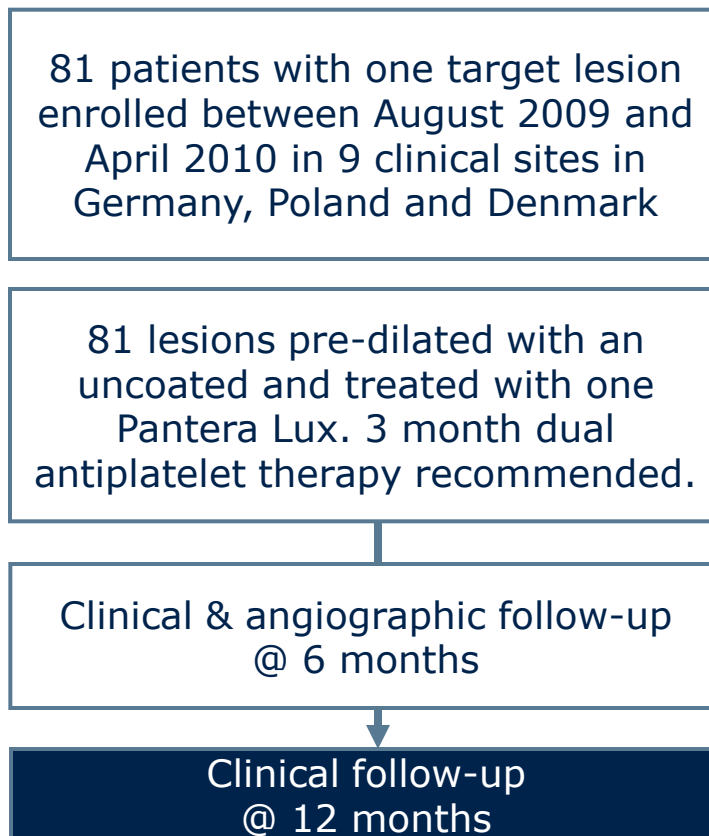 81 patients with one target lesion
enrolled between August 2009 and
April 2010 in 9 clinical sites in
Germany, Poland and Denmark
81 lesions pre-dilated with an
uncoated and treated with one
Pantera Lux. 3 month dual
antiplatelet therapy recommended.
Clinical & angiographic follow-up
@ 6 months
Clinical follow-up
@ 12 months